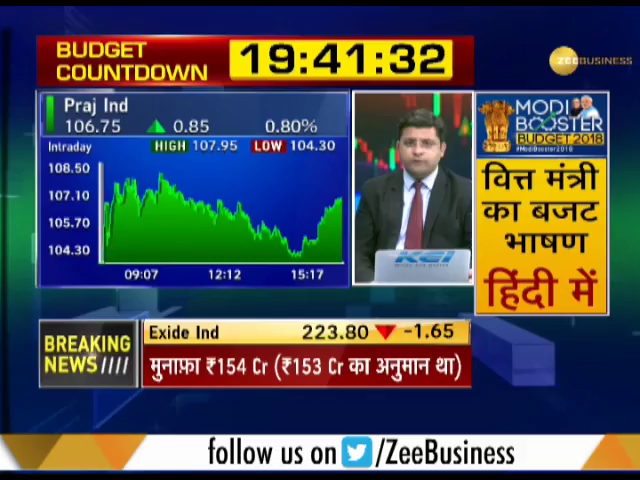 BUDGET
COUNTDOWN
19:41:32
ZEEBUSINESS
Praj Ind
106.75 0.85 0.80%
Intraday HIGH 107.95 LOW 104.30
108.50
107.10
105.70
104.30
09:07 12:12 15:17
KEI
MODI
BOOSTER
BUDGET 2018
#ModiBooster2018
वित्त मंत्री
का बजट
भाषण
हिंदी में
BREAKING
NEWS ////
Exide Ind 223.80 -1.65
मुनाफ़ा ₹154 Cr (₹153 Cr का अनुमान था)
follow us on /ZeeBusiness